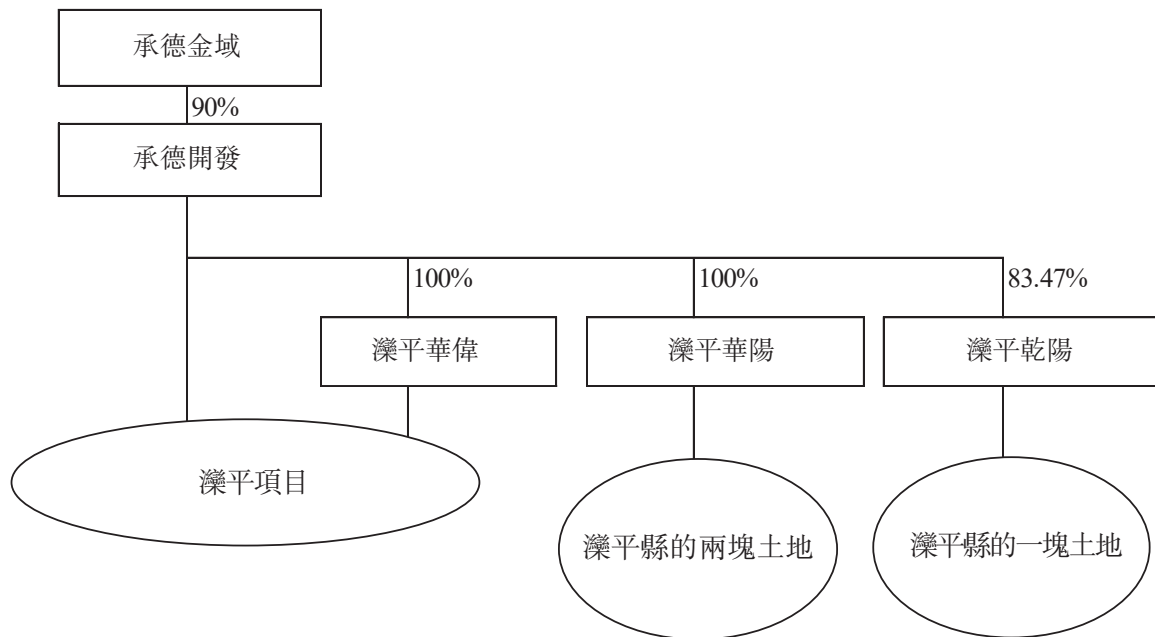 承德金域
90%
承德開發
100%
100%
83.47%
灤平華偉
灤平華陽
灤平乾陽
灤平項目
灤平縣的兩塊土地
灤平縣的一塊土地